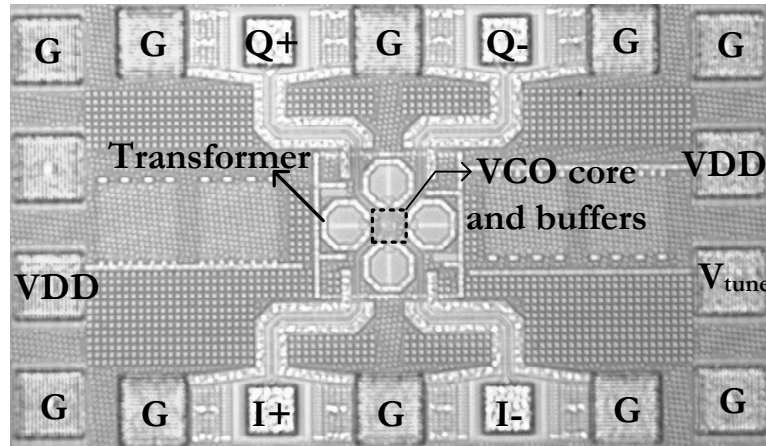 G G Q+ G Q- G G
Transformer
VCO core
and buffers
VDD
VDD
Vtune
G G I+ G I- G G